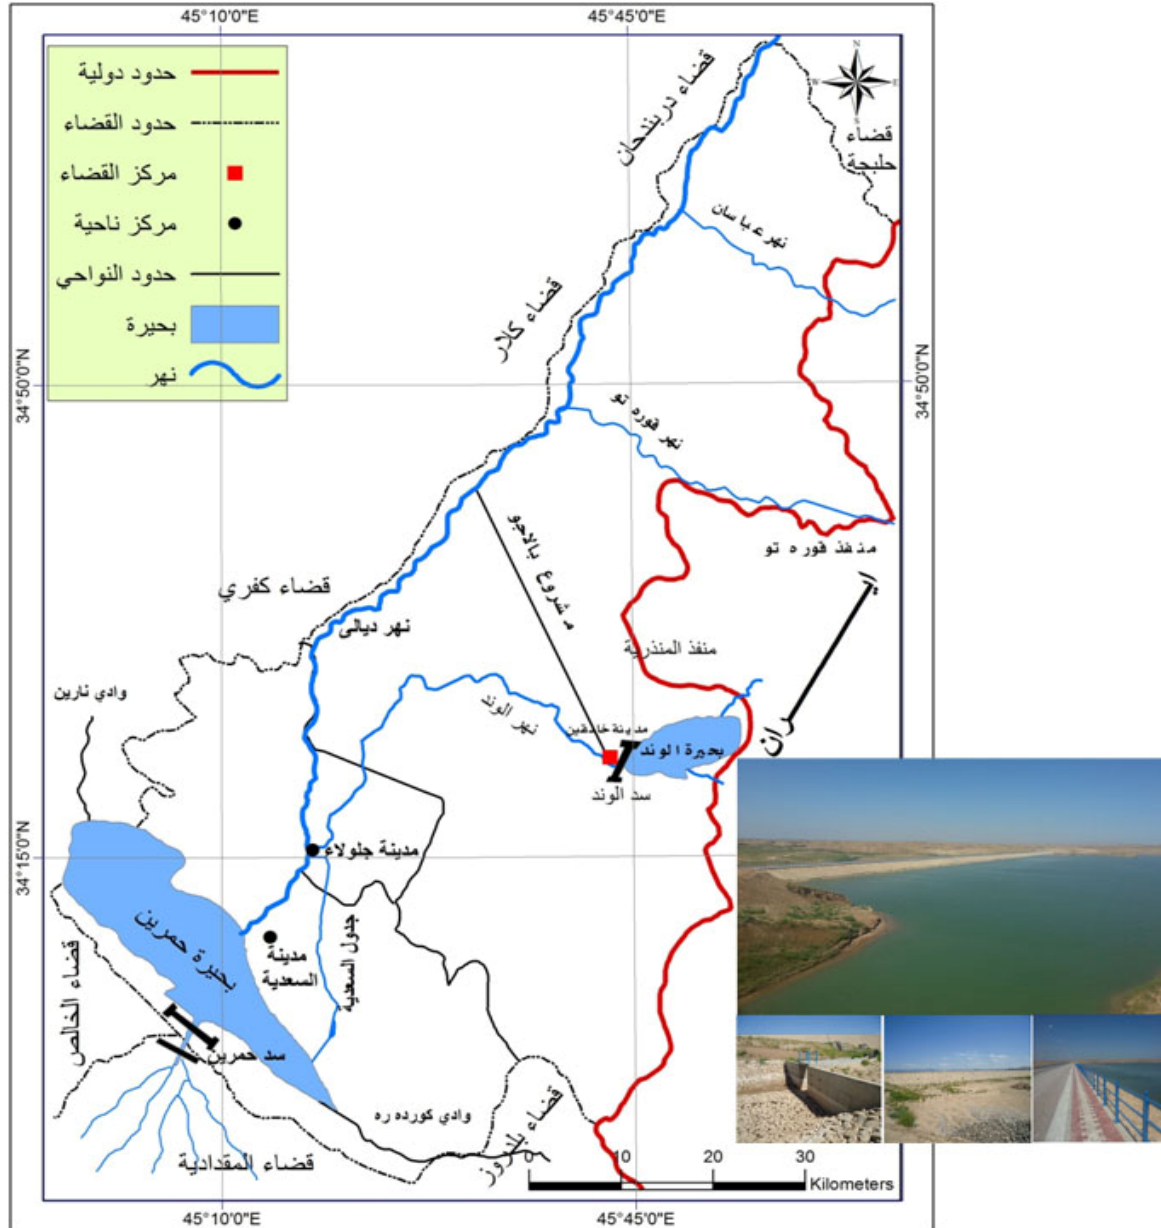 45°10'0"E
45°45'0"E
N
W
E
S
حدود دولية
حدود القضاء
مركز القضاء
مركز ناحية
حدود النواحي
بحيرة
نهر
قضاء دربندحان
قضاء
حلبجة
نهر عباسان
قضاء كلار
34°50'0"N
34°50'0"N
نهر قوره تو
منفذ قوره تو
مشروع بالاجو
قضاء كفري
نهر ديالى
ايران
منفذ المنذرية
وادي نارين
نهر الوند
مدينة خانقين
بحيرة الوند
سد الوند
34°15'0"N
مدينة جلولاء
بحيرة حمرين
مدينة
السعدية
جدول السعدية
قضاء الخالص
سد حمرين
وادي كورده ره
قضاء بلدروز
قضاء المقدادية
0
10
20
30
Kilometers
45°10'0"E
45°45'0"E